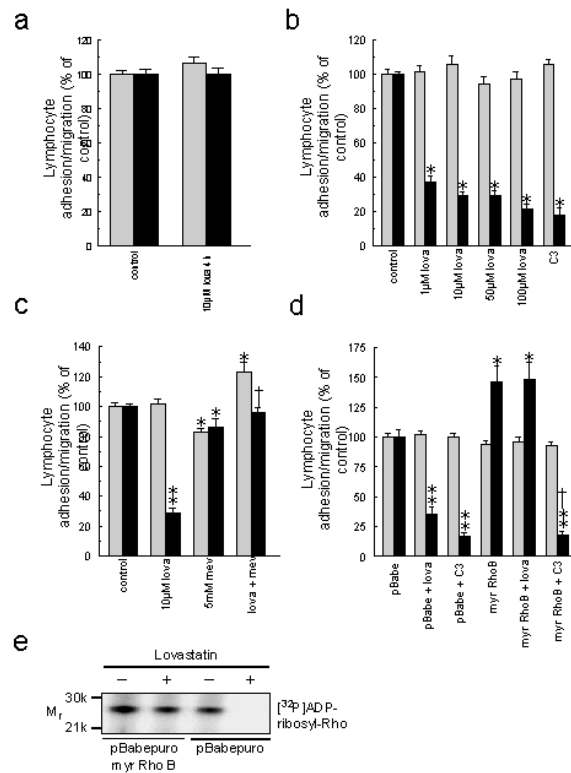 a
Lymphocyte
adhesion/migration (% of
control)
120
100
80
60
40
20
0
control
b
Lymphocyte
adhesion/migration (% of
control)
120
100
80
60
40
20
0
*
*
*
*
*
control
1μM lova
10μM lova
50μM lova
100μM lova
C3
c
Lymphocyte
adhesion/migration (% of
control)
140
120
100
80
60
40
20
0
**
*
*
*
†
control
10μM lova
5mM mev
lova + mev
d
Lymphocyte
adhesion/migration (% of
control)
175
150
125
100
75
50
25
0
**
**
*
*
†
**
pBabe
pBabe + lova
pBabe + C3
myr RhoB
myr RhoB + lova
myr RhoB + C3
e
Lovastatin
− + − +
30k
Mr
21k
[32P]ADP-
ribosyl-Rho
pBabepuro pBabepuro
myr Rho B